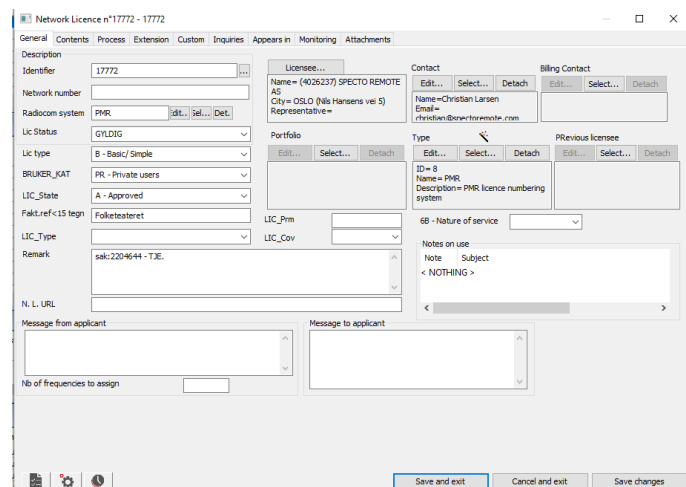 Network Licence n°17772 - 17772
General Contents Process Extension Custom Inquiries Appears in Monitoring Attachments
Description
Identifier 17772 ...
Network number
Radiocom system PMR Edit... Sel... Det.
Lic Status GYLDIG
Lic type B - Basic/ Simple
BRUKER_KAT PR - Private users
LIC_State A - Approved
Fakt.ref<15 tegn Folketeateret
LIC_Type
Remark sak:2204644 - TJE.
N. L. URL
Licensee...
Name= (4026237) SPECTO REMOTE
AS
City= OSLO (Nils Hansens vei 5)
Representative=
Portfolio
Edit... Select... Detach
LIC_Prm
LIC_Cov
Contact
Edit... Select... Detach
Name=Christian Larsen
Email=
christian@spectoremote.com
Billing Contact
Edit... Select... Detach
Type
Edit... Select... Detach
ID= 8
Name= PMR
Description= PMR licence numbering
system
PRevious licensee
Edit... Select... Detach
6B - Nature of service
Notes on use
Note Subject
< NOTHING >
Message from applicant
Message to applicant
Nb of frequencies to assign
Save and exit Cancel and exit Save changes